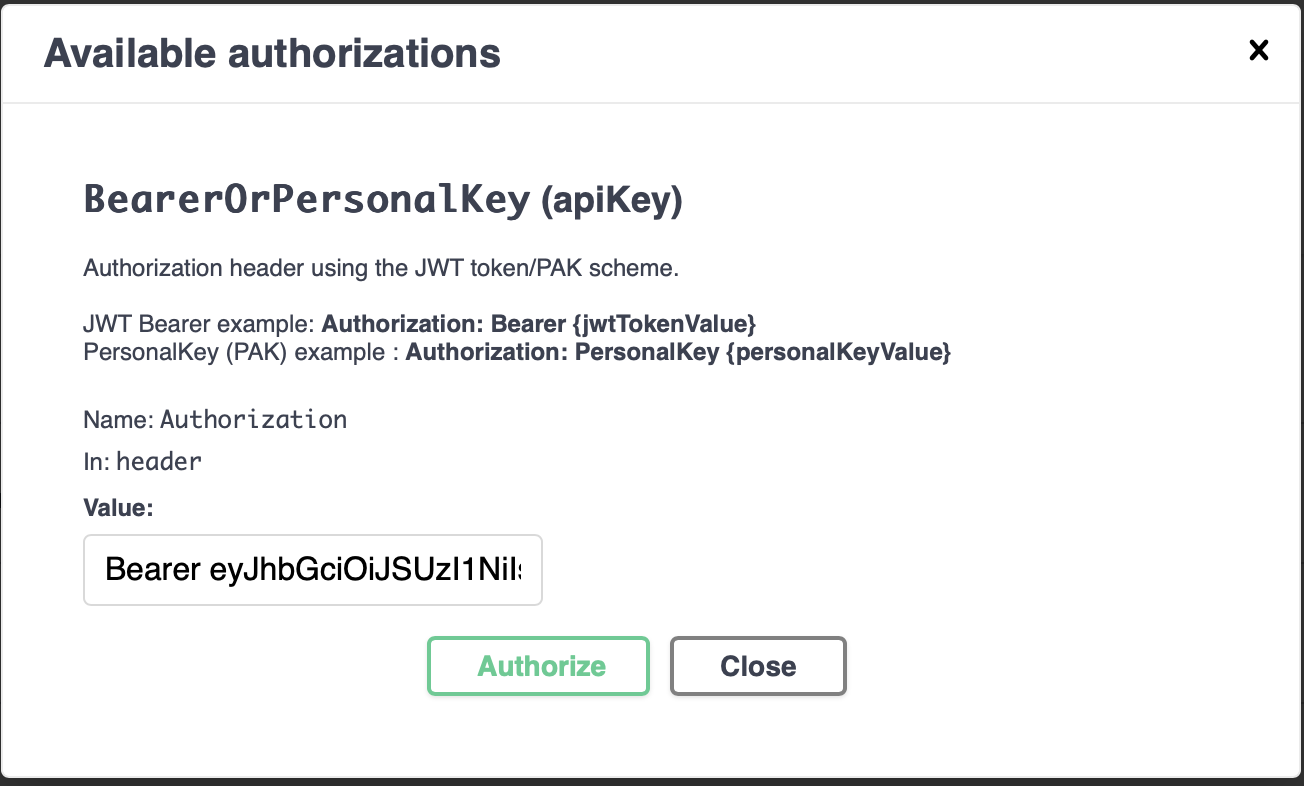 Available authorizations
BearerOrPersonalKey (apiKey)
Authorization header using the JWT token/PAK scheme.
JWT Bearer example: Authorization: Bearer {jwtTokenValue}
PersonalKey (PAK) example : Authorization: PersonalKey {personalKeyValue}
Name: Authorization
In: header
Value:
Bearer eyJhbGciOiJSUzI1NiIs
Authorize
Close